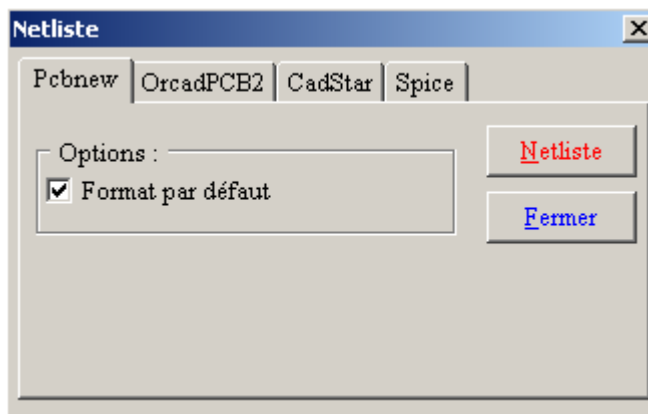 Netliste
Pcbnew OrcadPCB2 CadStar Spice
Options :
Format par défaut
Netliste
Fermer